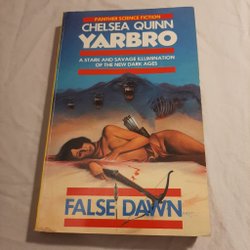 PANTHER SCIENCE FICTION
CHELSEA QUINN
YARBRO
A STARK AND SAVAGE ILLUMINATION
OF THE NEW DARK AGES
FALSE DAWN